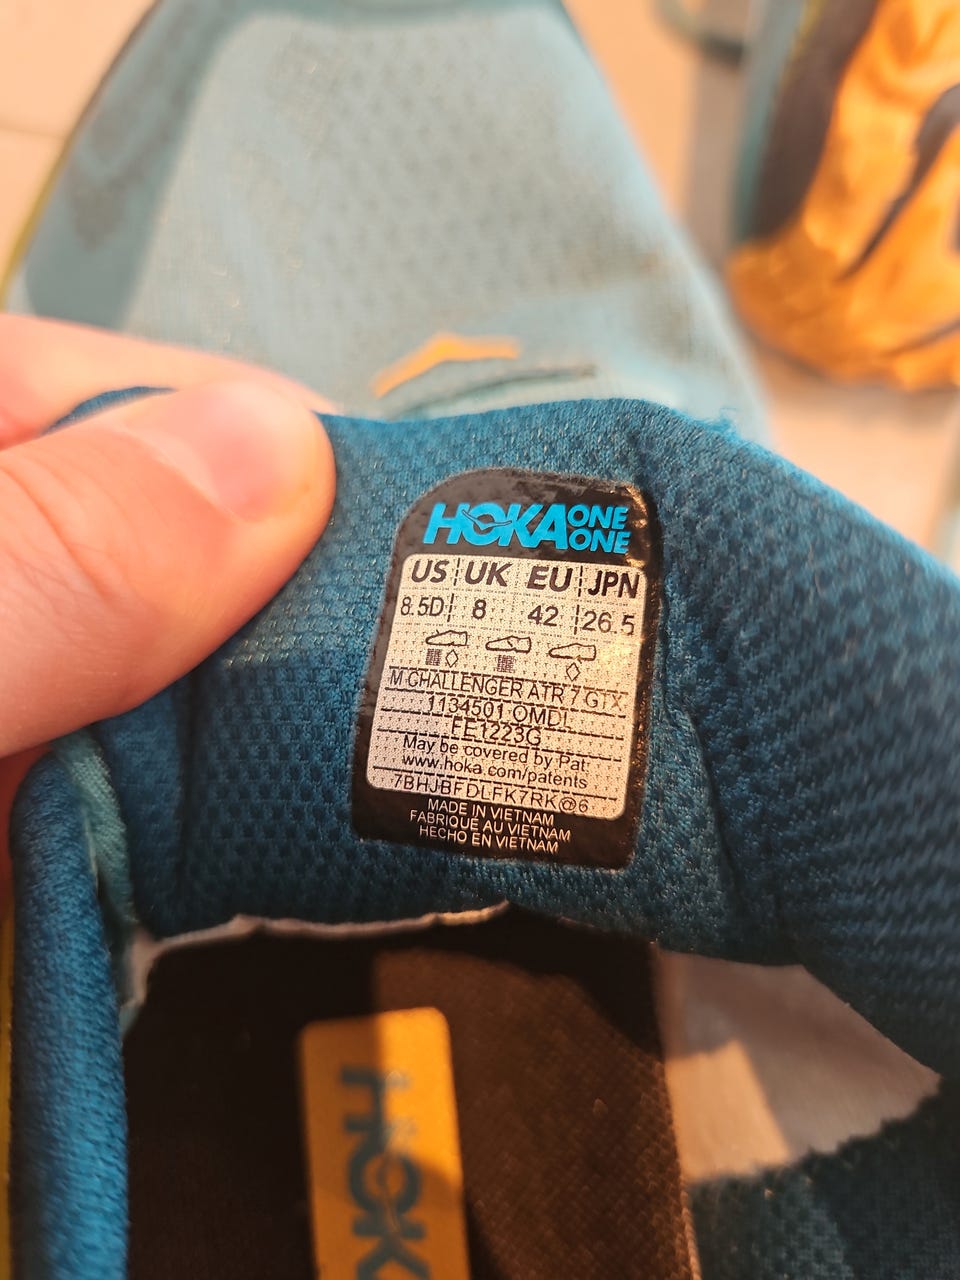 HOKA ONE ONE
US UK EU JPN
8.5D 8 42 26.5
M CHALLENGER ATR 7 GTX
1134501 OMDL
FE1223G
May be covered by Pat:
www.hoka.com/patents
7BHJBFDLFK7RK@6
MADE IN VIETNAM
FABRIQUÉ AU VIETNAM
HECHO EN VIETNAM
HOKA